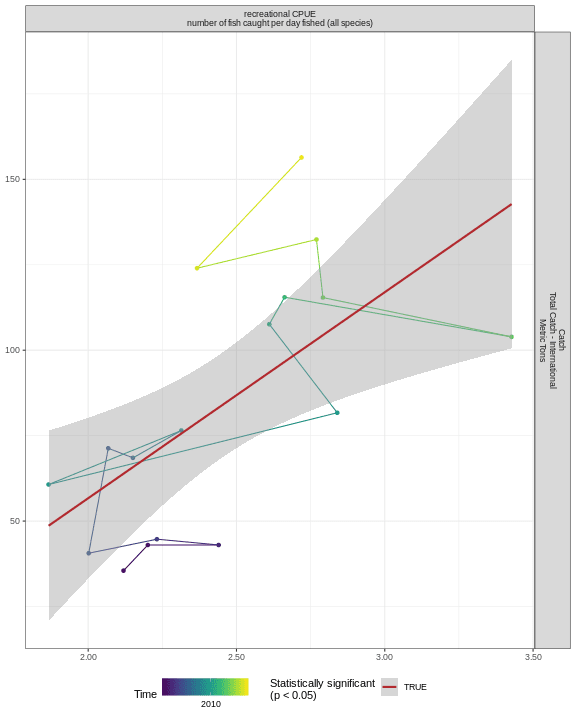 recreational CPUE
number of fish caught per day fished (all species)
150
100
50
Catch
Total Catch - International
Metric Tons
2.00
2.50
3.00
3.50
Time
2010
Statistically significant
(p < 0.05)
TRUE